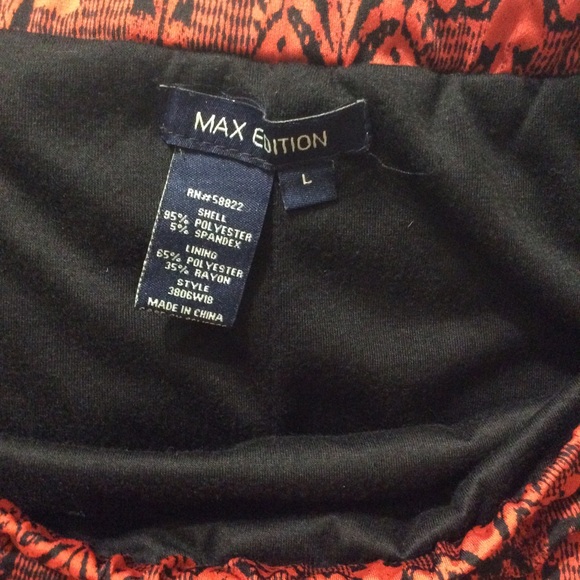 MAX EDITION
L
RN#58822
SHELL
95% POLYESTER
5% SPANDEX
LINING
65% POLYESTER
35% RAYON
STYLE
3806W18
MADE IN CHINA